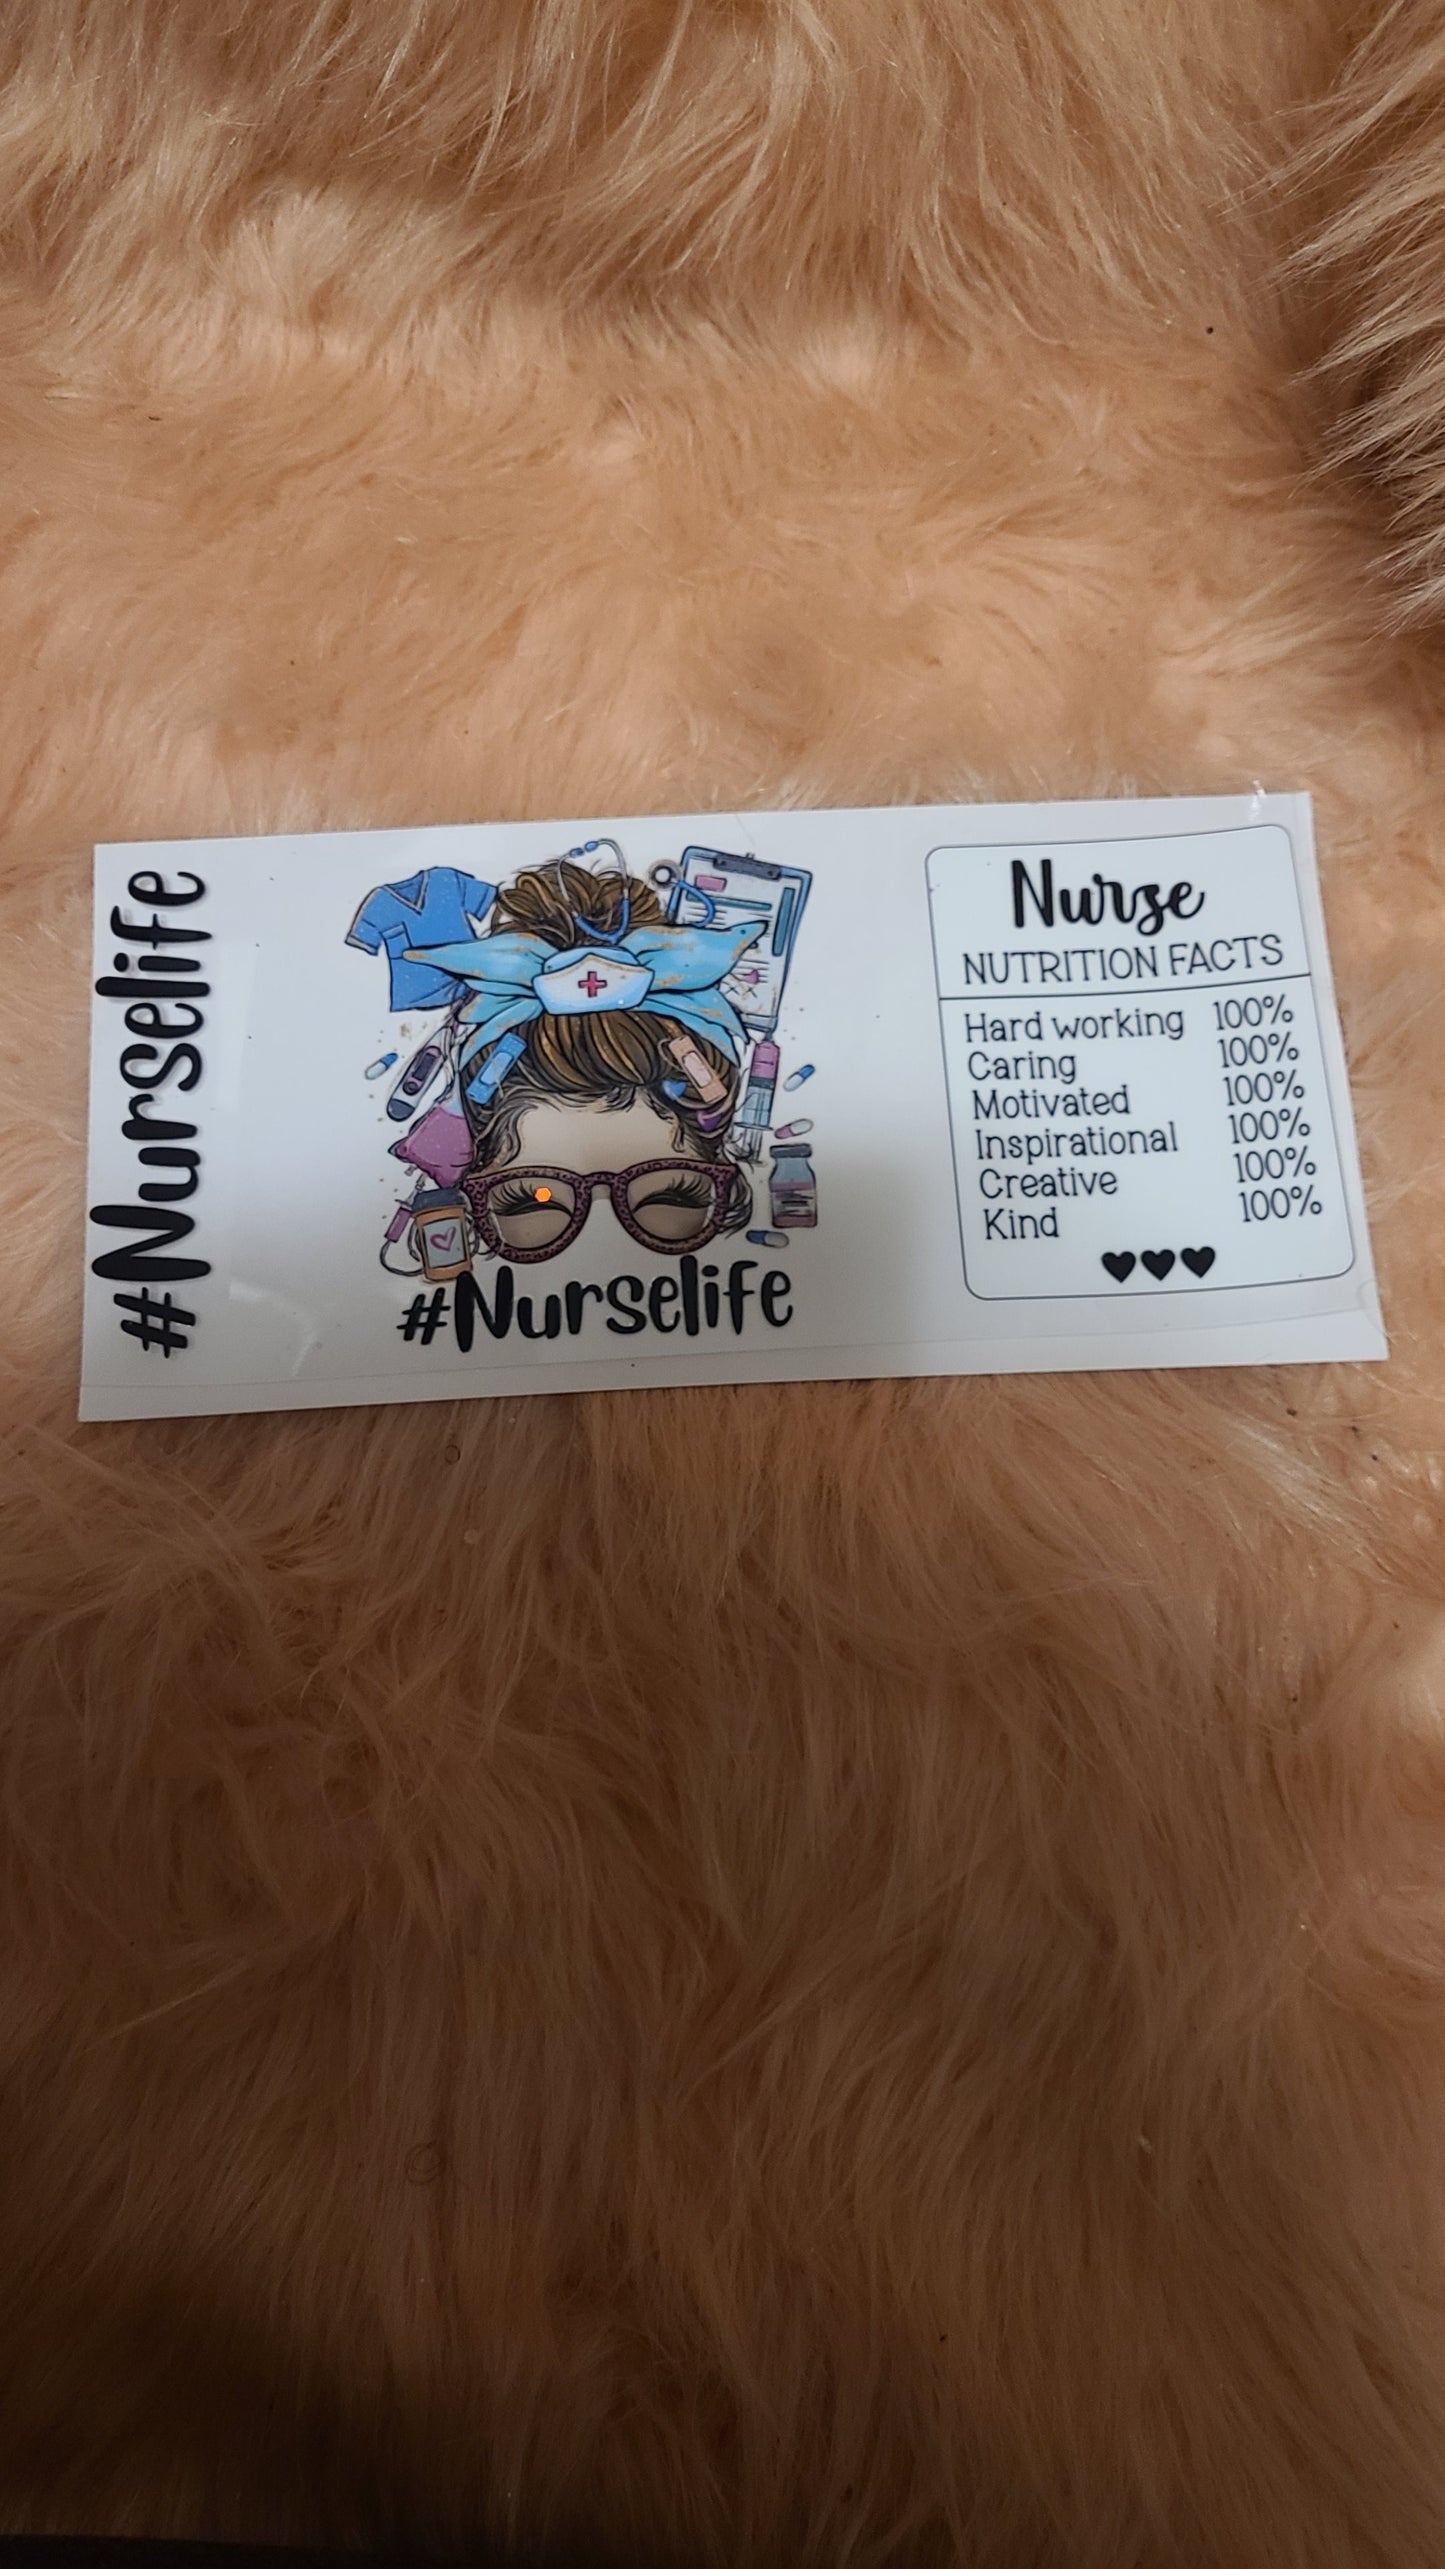 #Nurselife
#Nurselife
Nurse
NUTRITION FACTS
Hard working 100%
Caring 100%
Motivated 100%
Inspirational 100%
Creative 100%
Kind 100%